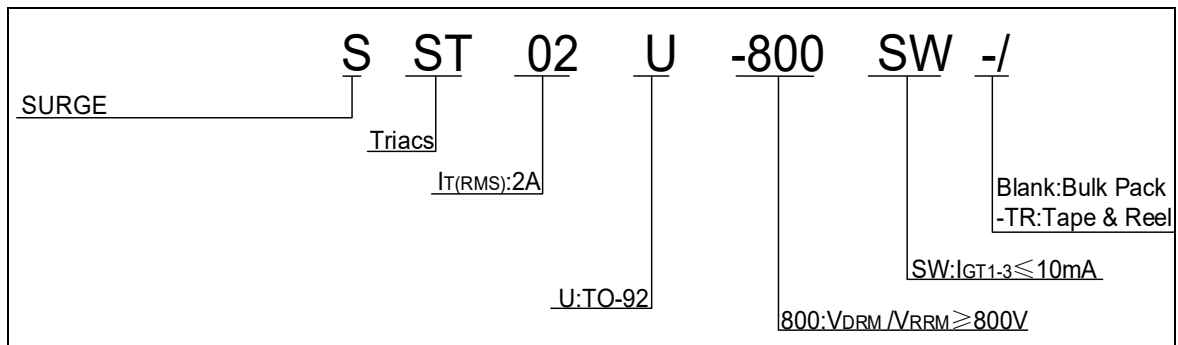 S ST 02 U -800 SW -/
SURGE
Triacs
IT(RMS):2A
Blank:Bulk Pack
-TR:Tape & Reel
SW:IGT1-3≤10mA
U:TO-92
800:VDRM /VRRM≥800V